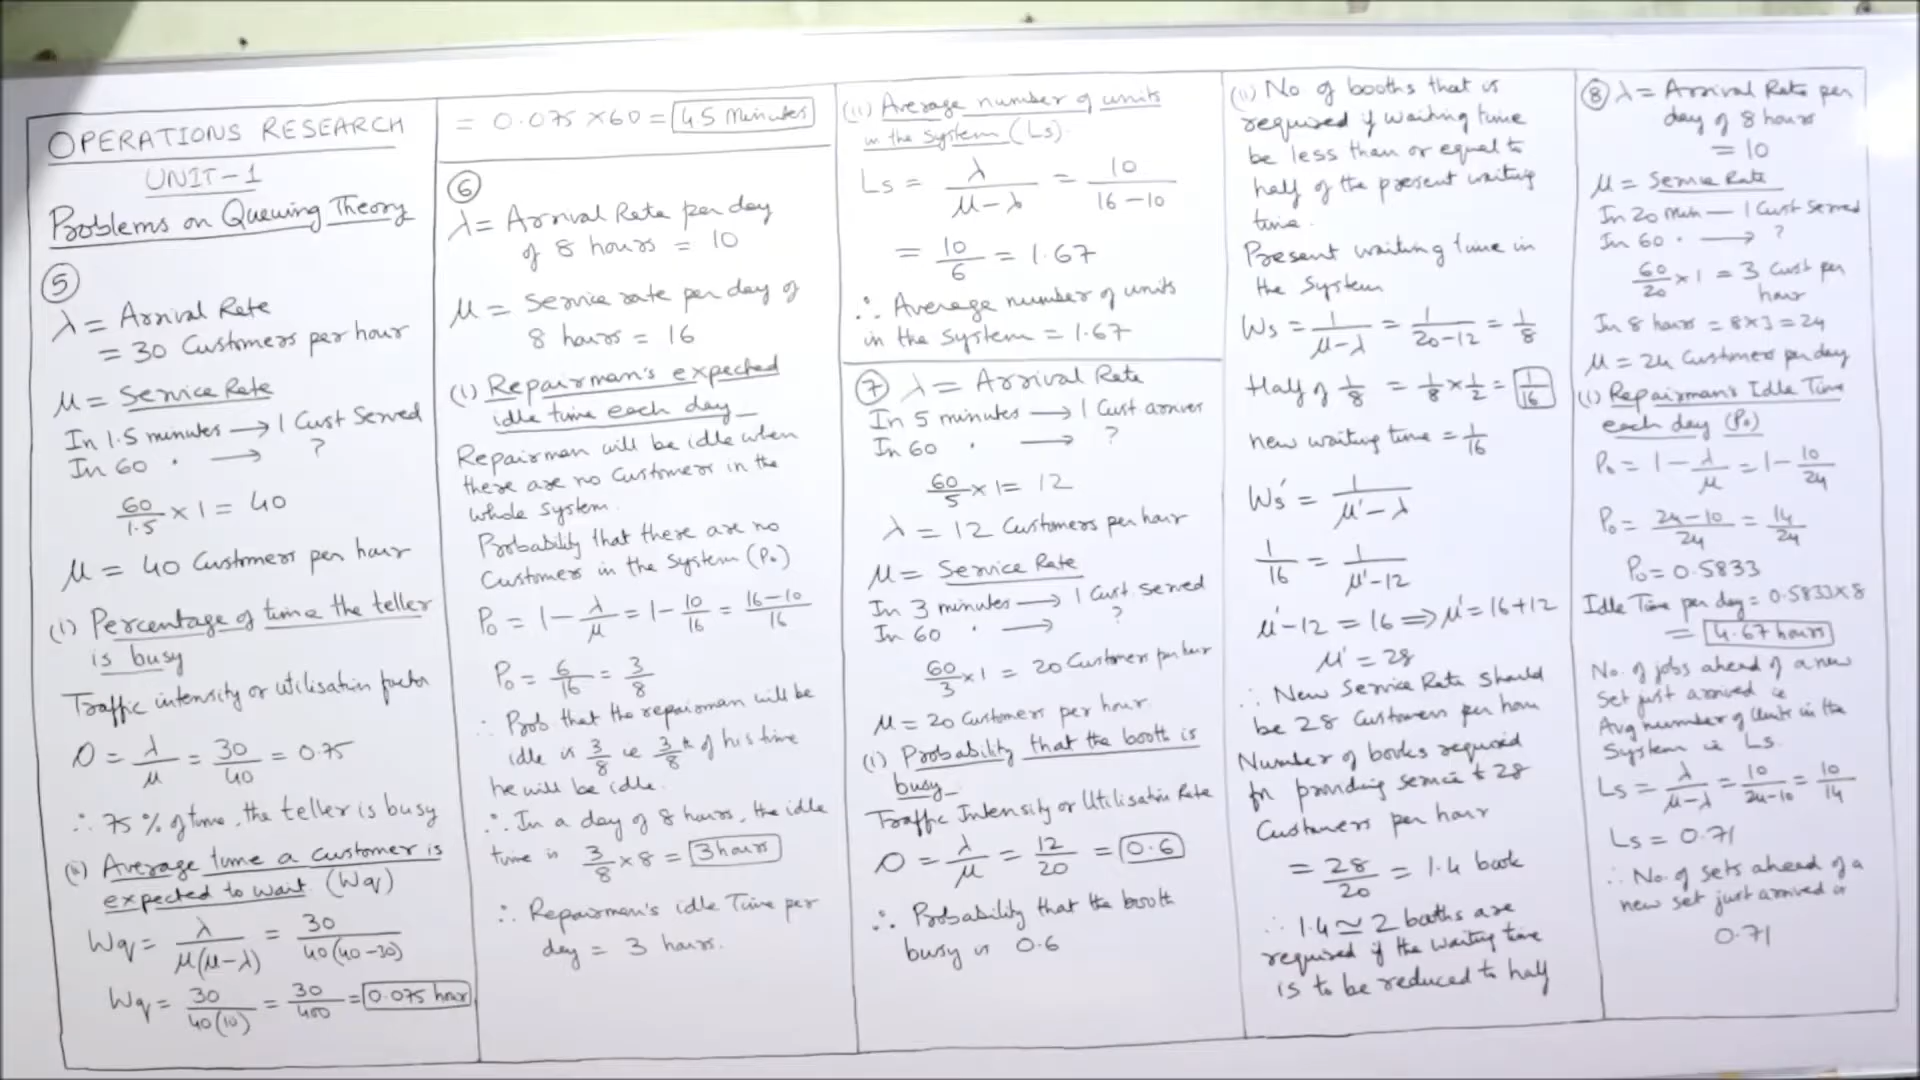 OPERATIONS RESEARCH
UNIT-1
Problems on Queuing Theory
5
λ = Arrival Rate
= 30 Customers per hour
μ = Service Rate
In 1.5 minutes → 1 Cust Served
In 60 " → ?
60/1.5 × 1 = 40
μ = 40 Customers per hour
(i) Percentage of time the teller
is busy
Traffic intensity or utilisation factor
ρ = λ/μ = 30/40 = 0.75
∴ 75 % of time, the teller is busy
(ii) Average time a customer is
expected to wait (Wq)
Wq = λ/μ(μ-λ) = 30/40(40-30)
Wq = 30/40(10) = 30/400 = 0.075 hour
= 0.075 × 60 = 4.5 Minutes
6
λ = Arrival Rate per day
of 8 hours = 10
μ = Service rate per day of
8 hours = 16
(i) Repairman's expected
idle time each day
Repairman will be idle when
there are no Customers in the
whole System.
Probability that there are no
Customers in the System (P₀)
P₀ = 1 - λ/μ = 1 - 10/16 = 16-10/16
P₀ = 6/16 = 3/8
∴ Prob that the repairman will be
idle is 3/8 ie 3/8th of his time
he will be idle.
∴ In a day of 8 hours, the idle
time is 3/8 × 8 = 3 hours
∴ Repairman's idle Time per
day = 3 hours.
(ii) Average number of units
in the System (Ls).
Ls = λ/μ-λ = 10/16-10
= 10/6 = 1.67
∴ Average number of units
in the System = 1.67
7 λ = Arrival Rate
In 5 minutes → 1 Cust arrives
In 60 " → ?
60/5 × 1 = 12
λ = 12 Customers per hour
μ = Service Rate
In 3 minutes → 1 Cust. served
In 60 " → ?
60/3 × 1 = 20 Customers per hour
μ = 20 Customers per hour.
(i) Probability that the booth is
busy
Traffic Intensity or Utilisation Rate
ρ = λ/μ = 12/20 = 0.6
∴ Probability that the booth
busy is 0.6
(ii) No. of booths that is
required if waiting time
be less than or equal to
half of the present waiting
time.
Present waiting time in
the System
Ws = 1/μ-λ = 1/20-12 = 1/8
Half of 1/8 = 1/8 × 1/2 = 1/16
new waiting time = 1/16
Ws' = 1/μ'-λ
1/16 = 1/μ'-12
μ'-12 = 16 ⇒ μ' = 16+12
μ' = 28
∴ New Service Rate should
be 28 Customers per hour
Number of booths required
for providing service to 28
Customers per hour
= 28/20 = 1.4 booth
∴ 1.4 ≃ 2 booths are
required if the waiting time
is to be reduced to half
8 λ = Arrival Rate per
day of 8 hours
= 10
μ = Service Rate
In 20 min — 1 Cust Served
In 60 " → ?
60/20 × 1 = 3 Cust per
hour
In 8 hours = 8×3 = 24
μ = 24 Customers per day
(i) Repairman's Idle Time
each day (P₀)
P₀ = 1 - λ/μ = 1 - 10/24
P₀ = 24-10/24 = 14/24
P₀ = 0.5833
Idle Time per day = 0.5833×8
= 4.67 hours
No. of jobs ahead of a new
set just arrived ie
Avg number of Units in the
System ie Ls.
Ls = λ/μ-λ = 10/24-10 = 10/14
Ls = 0.71
∴ No. of sets ahead of a
new set just arrived is
0.71